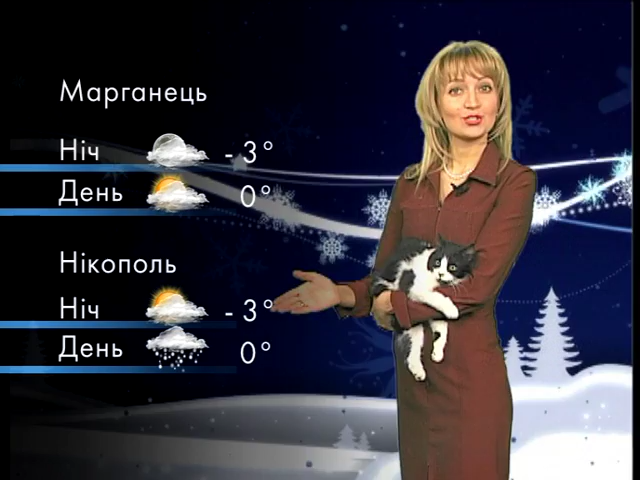 Марганець
Ніч - 3°
День 0°
Нікополь
Ніч - 3°
День 0°